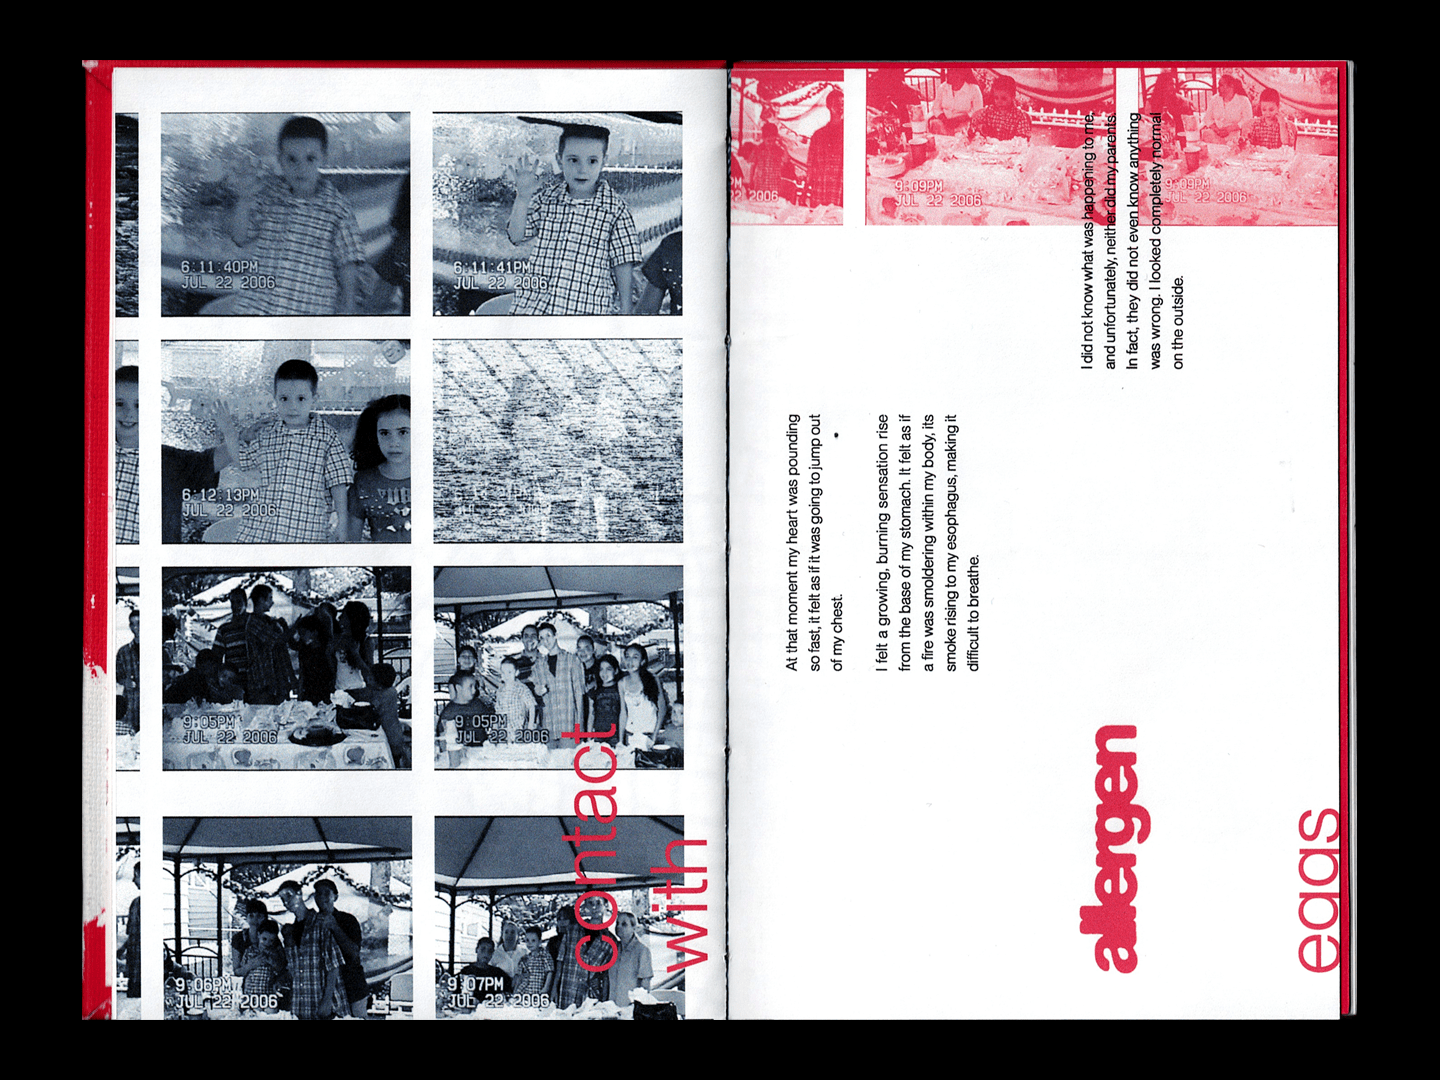 6:11:40PM
JUL 22 2006
6:11:41PM
JUL 22 2006
6:12:13PM
JUL 22 2006
JUL 22 2006
9:05PM
JUL 22 2006
9:05PM
JUL 22 2006
9:06PM
JUL 22 2006
9:07PM
JUL 22 2006
contact
with
2006
9:09PM
JUL 22 2006
9:09PM
JUL 22 2006
At that moment my heart was pounding
so fast, it felt as if it was going to jump out
of my chest.
I felt a growing, burning sensation rise
from the base of my stomach. It felt as if
a fire was smoldering within my body, its
smoke rising to my esophagus, making it
difficult to breathe.
I did not know what was happening to me,
and unfortunately, neither did my parents.
In fact, they did not even know anything
was wrong. I looked completely normal
on the outside.
allergen
eggs